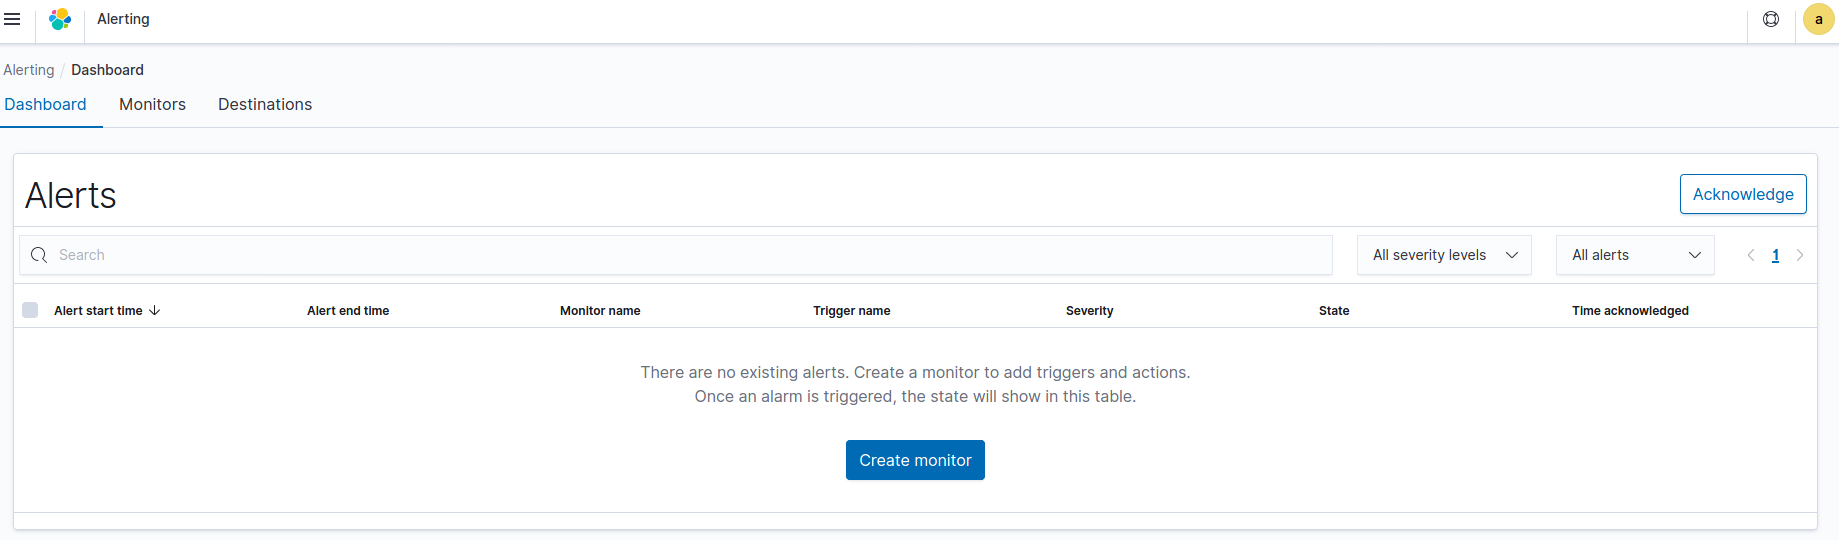 Alerting
a
Alerting / Dashboard
Dashboard Monitors Destinations
Alerts
Acknowledge
Search
All severity levels
All alerts
1
Alert start time Alert end time Monitor name Trigger name Severity State Time acknowledged
There are no existing alerts. Create a monitor to add triggers and actions.
Once an alarm is triggered, the state will show in this table.
Create monitor